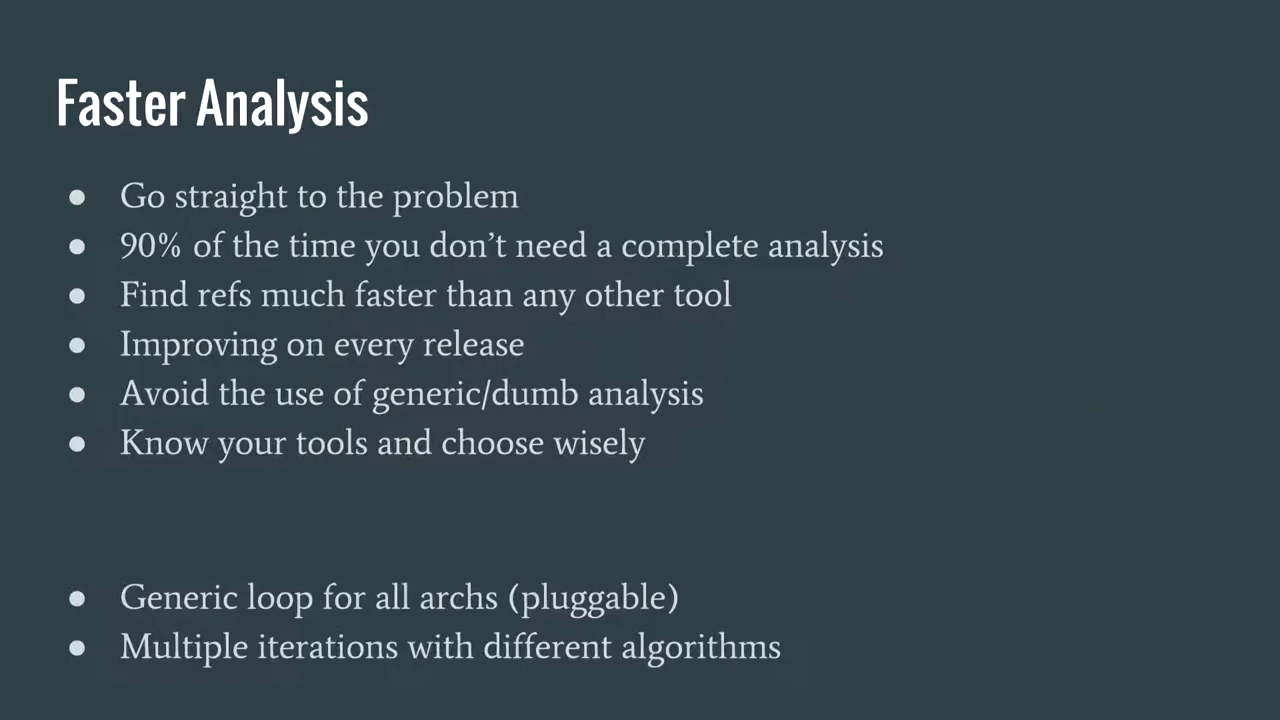 Faster Analysis
● Go straight to the problem
● 90% of the time you don’t need a complete analysis
● Find refs much faster than any other tool
● Improving on every release
● Avoid the use of generic/dumb analysis
● Know your tools and choose wisely
● Generic loop for all archs (pluggable)
● Multiple iterations with different algorithms